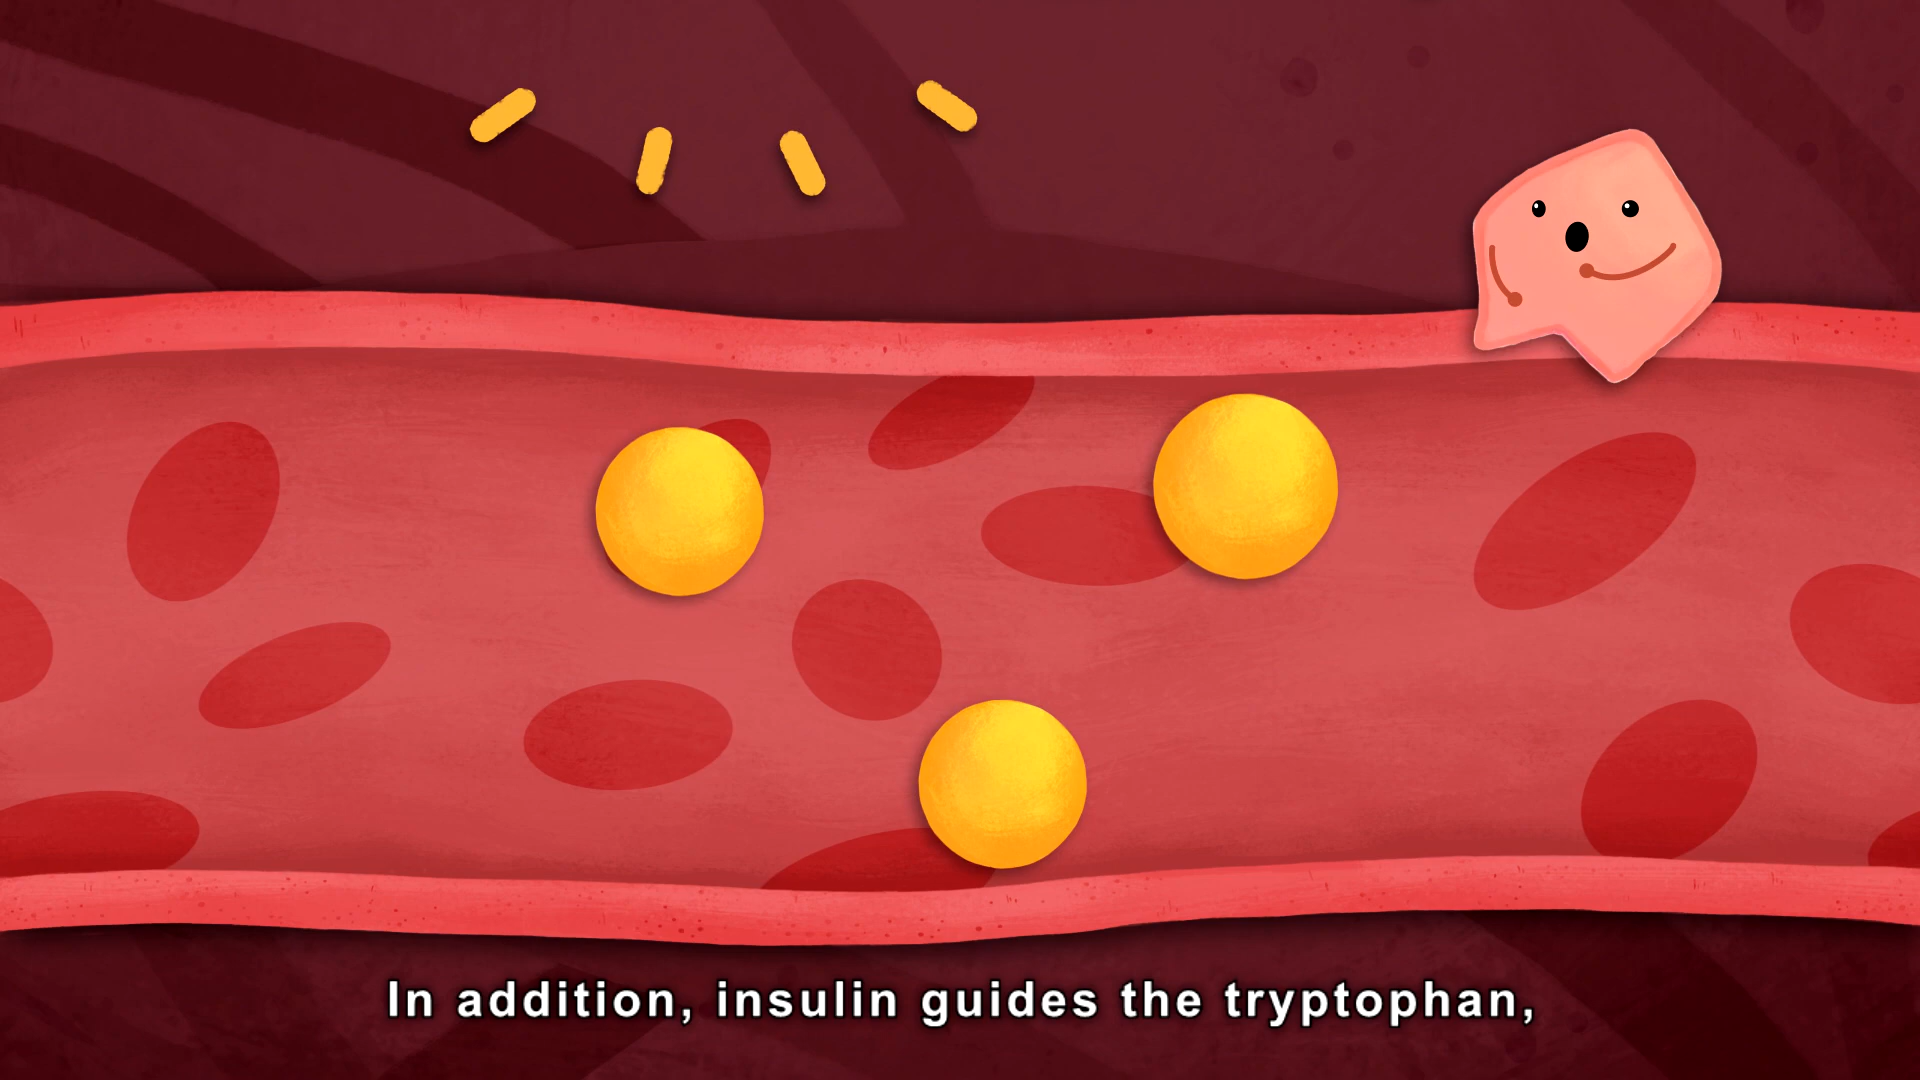 In addition, insulin guides the tryptophan,